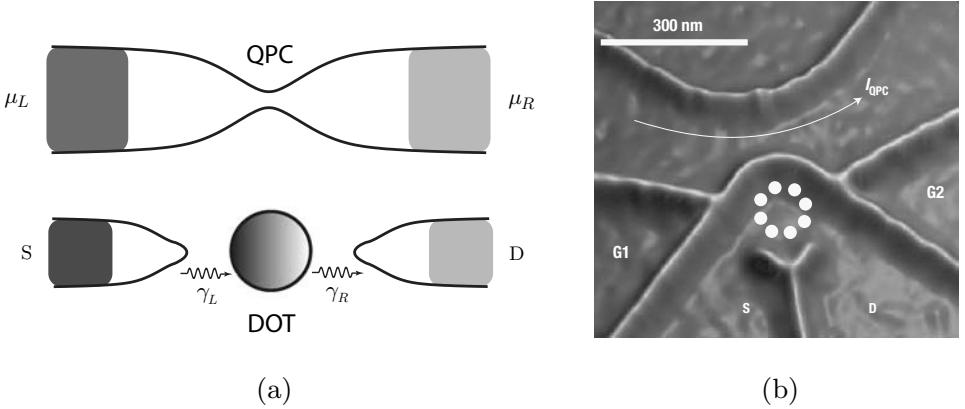 QPC
μ_L
μ_R
S
D
γ_L
γ_R
DOT
(a)
300 nm
I_QPC
G1
G2
S
D
(b)